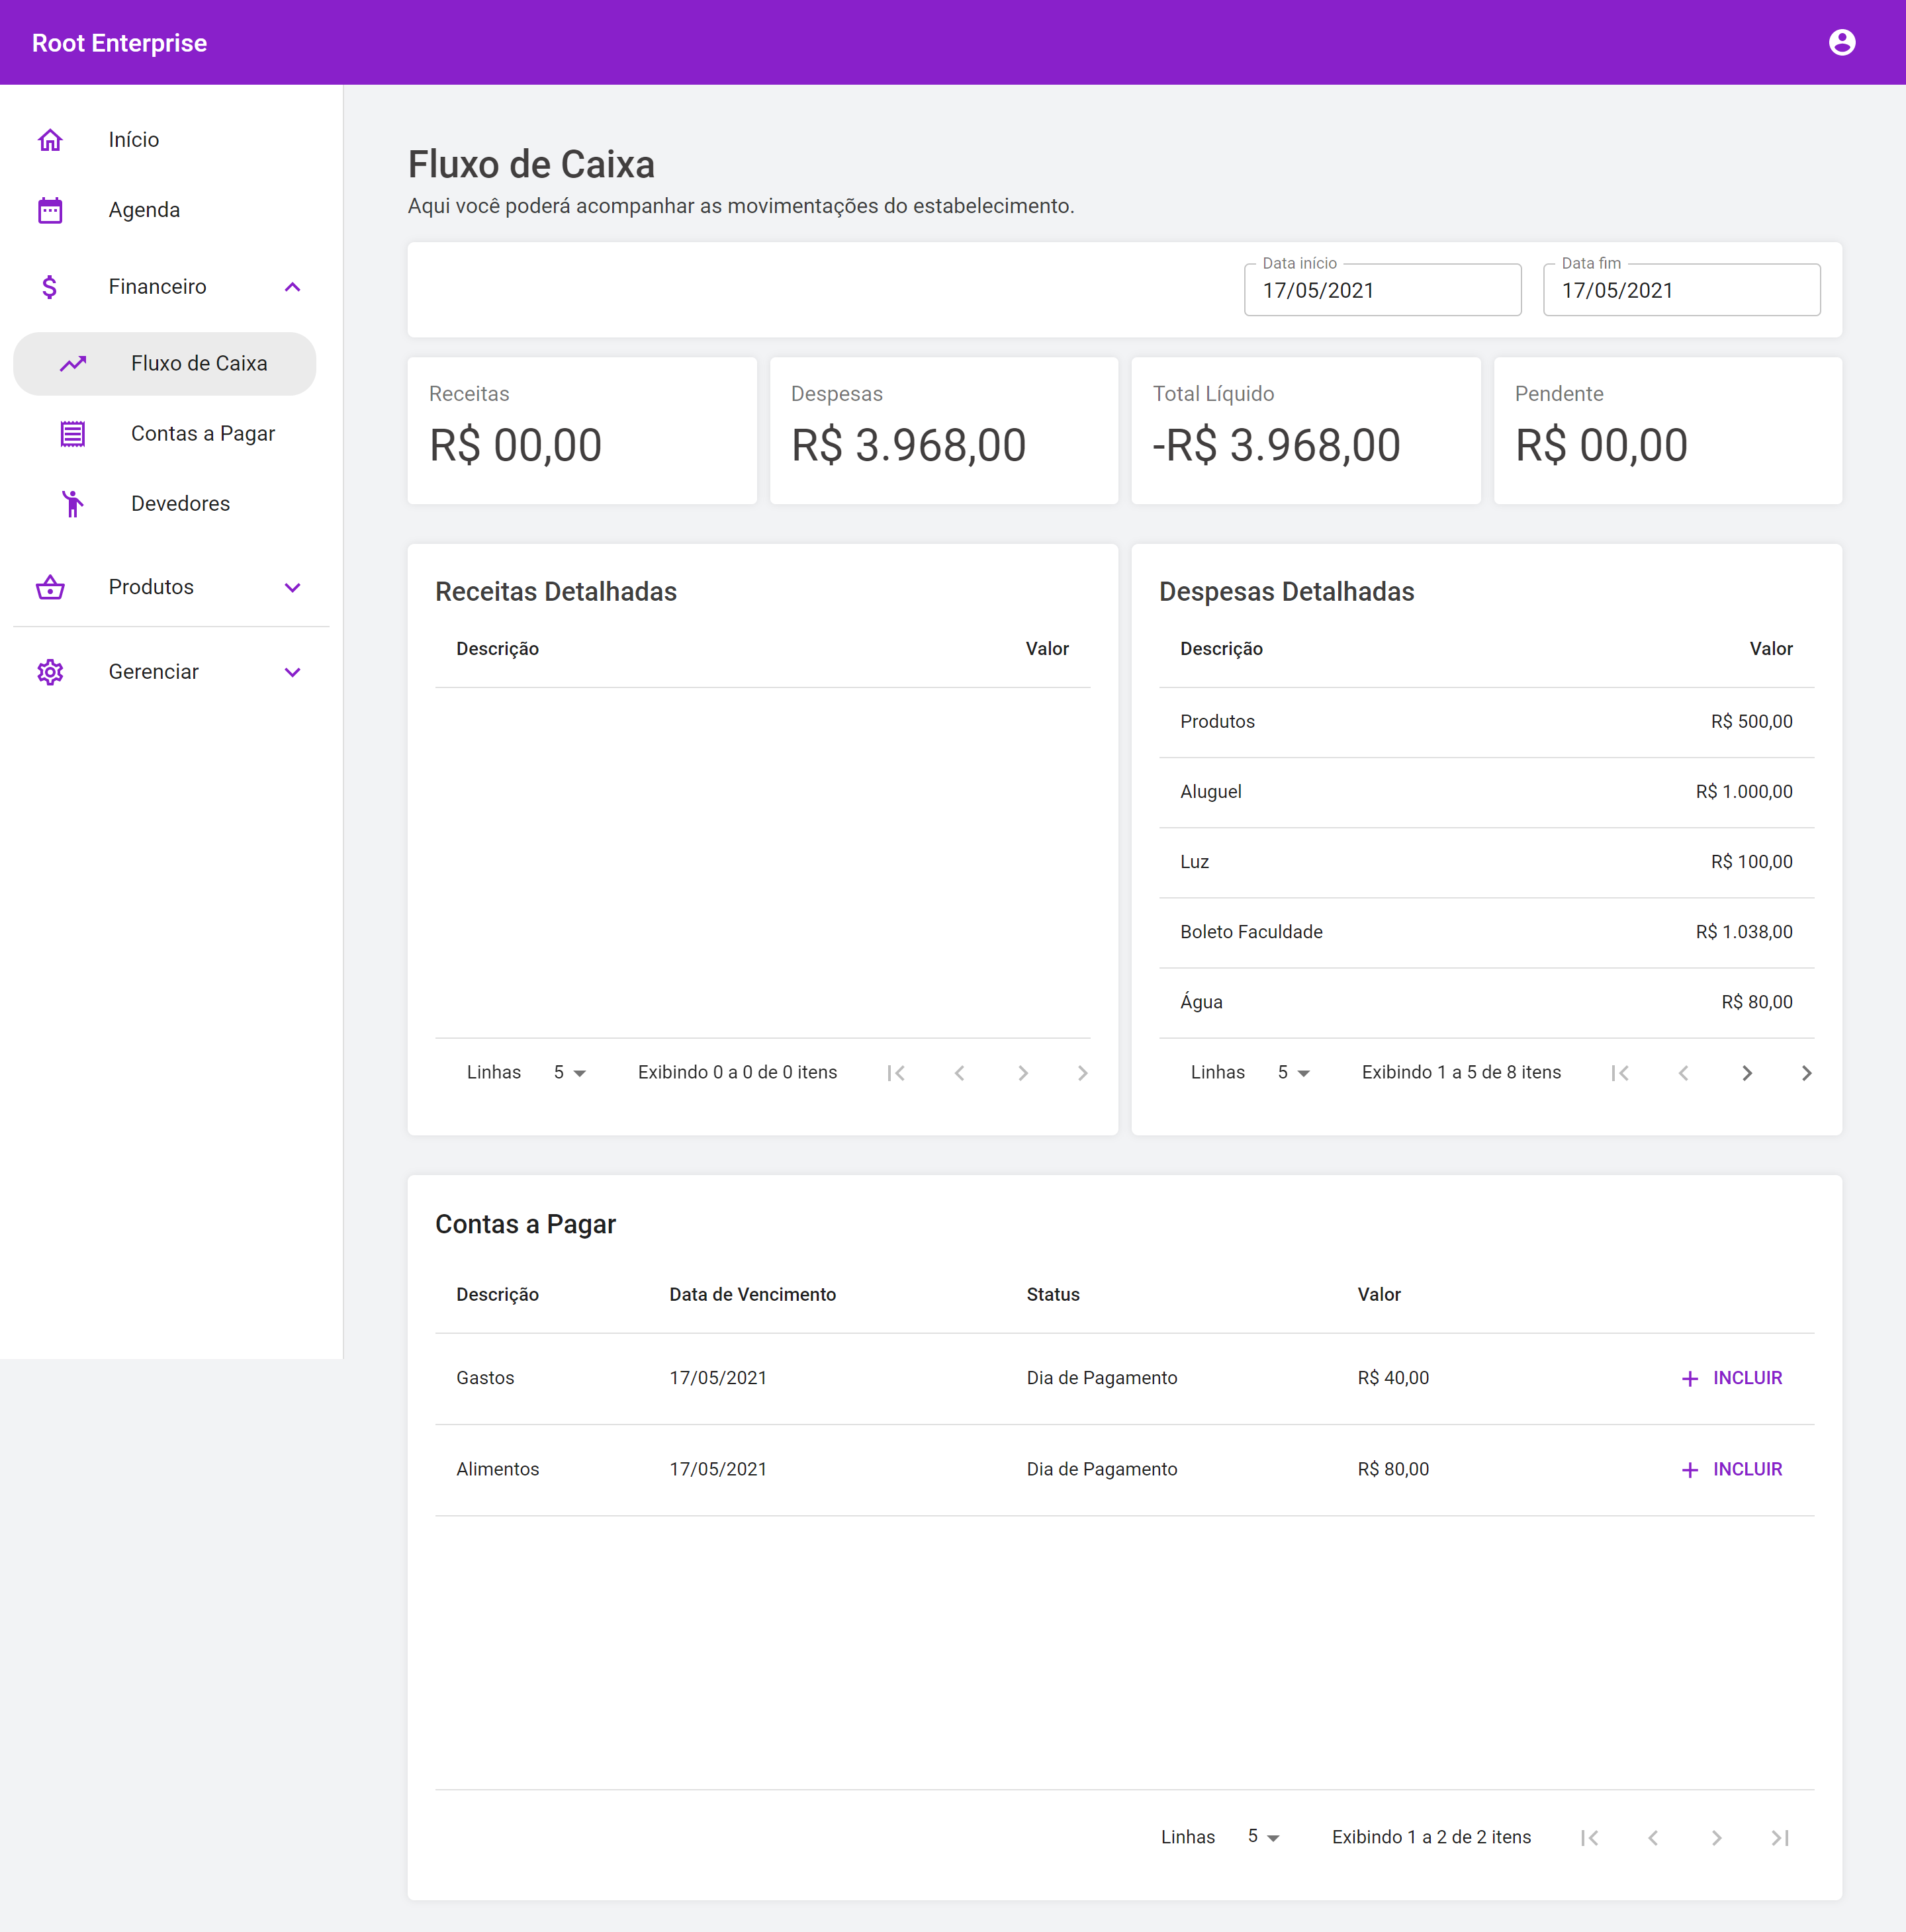 Root Enterprise
Início
Agenda
Financeiro
Fluxo de Caixa
Contas a Pagar
Devedores
Produtos
Gerenciar
Fluxo de Caixa
Aqui você poderá acompanhar as movimentações do estabelecimento.
Data início
17/05/2021
Data fim
17/05/2021
Receitas
R$ 00,00
Despesas
R$ 3.968,00
Total Líquido
-R$ 3.968,00
Pendente
R$ 00,00
Receitas Detalhadas
Descrição Valor
Linhas 5 Exibindo 0 a 0 de 0 itens
Despesas Detalhadas
Descrição Valor
Produtos R$ 500,00
Aluguel R$ 1.000,00
Luz R$ 100,00
Boleto Faculdade R$ 1.038,00
Água R$ 80,00
Linhas 5 Exibindo 1 a 5 de 8 itens
Contas a Pagar
Descrição Data de Vencimento Status Valor
Gastos 17/05/2021 Dia de Pagamento R$ 40,00 + INCLUIR
Alimentos 17/05/2021 Dia de Pagamento R$ 80,00 + INCLUIR
Linhas 5 Exibindo 1 a 2 de 2 itens